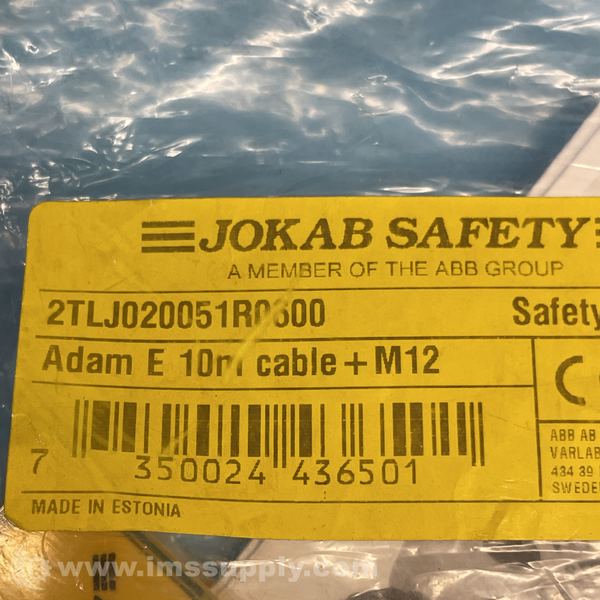 JOKAB SAFETY
A MEMBER OF THE ABB GROUP
2TLJ020051R0600 Safety
Adam E 10m cable+M12
7 350024 436501
ABB AB
VARLAB
434 39
SWEDEN
MADE IN ESTONIA
www.imssupply.com